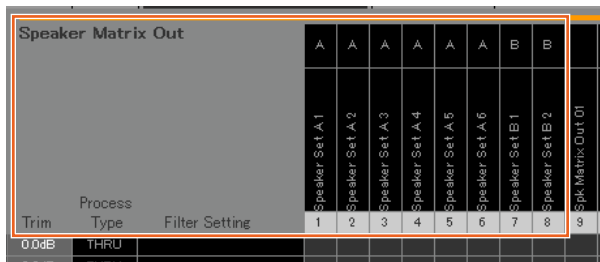 Speaker Matrix Out
A A A A A A B B
Speaker Set A 1
Speaker Set A 2
Speaker Set A 3
Speaker Set A 4
Speaker Set A 5
Speaker Set A 6
Speaker Set B 1
Speaker Set B 2
Spk Matrix Out 01
Process
Trim Type Filter Setting 1 2 3 4 5 6 7 8 9
0.0dB THRU